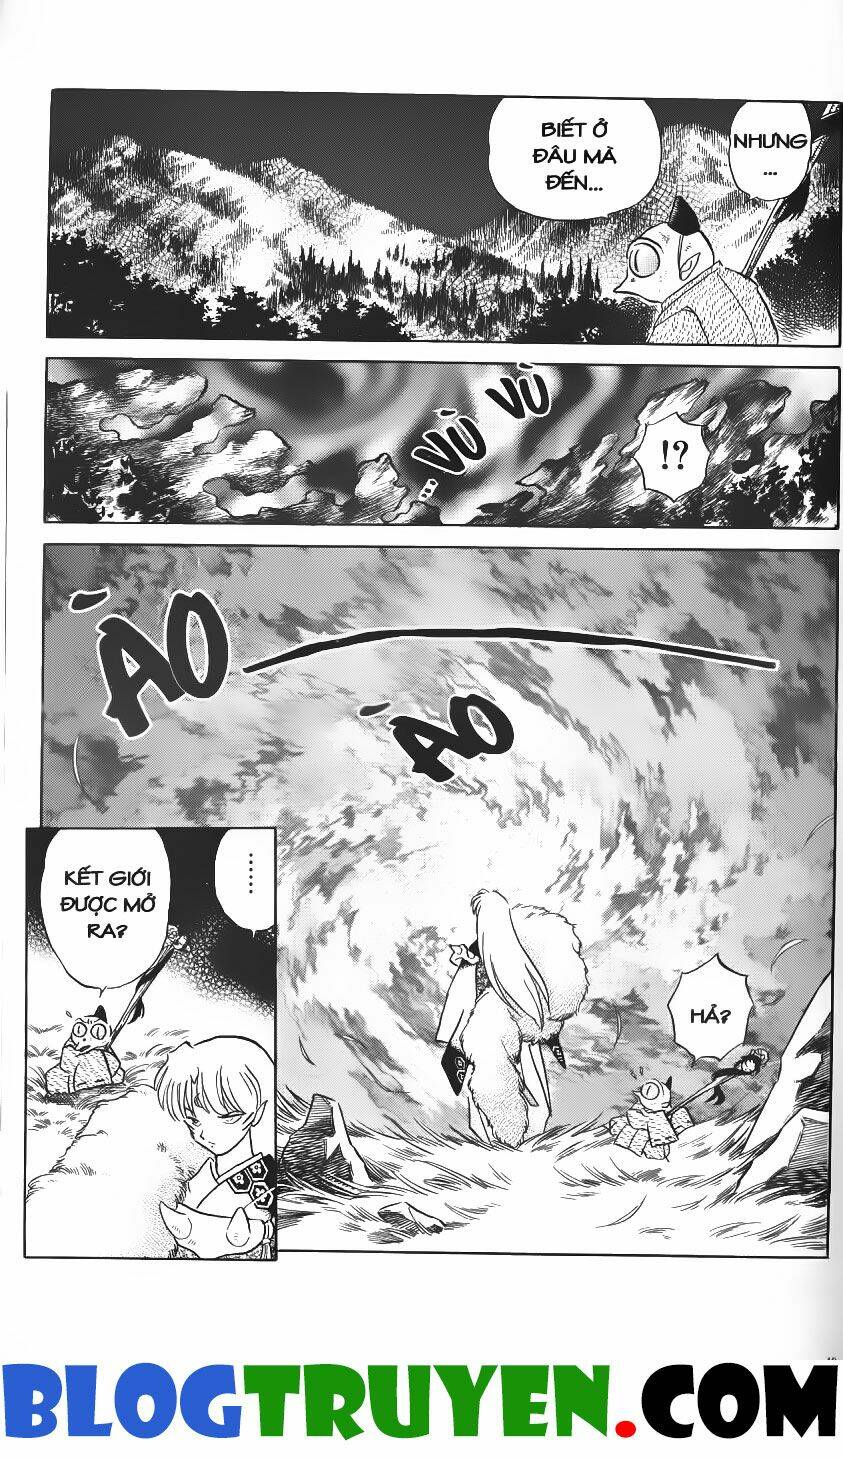 NHƯNG
...
BIẾT Ở
ĐÂU MÀ
ĐẾN...
!?
VÙ VÙ
...
ÀO
ÀO
HẢ?
.......
KẾT GIỚI
ĐƯỢC MỞ
RA?
BLOGTRUYEN.COM